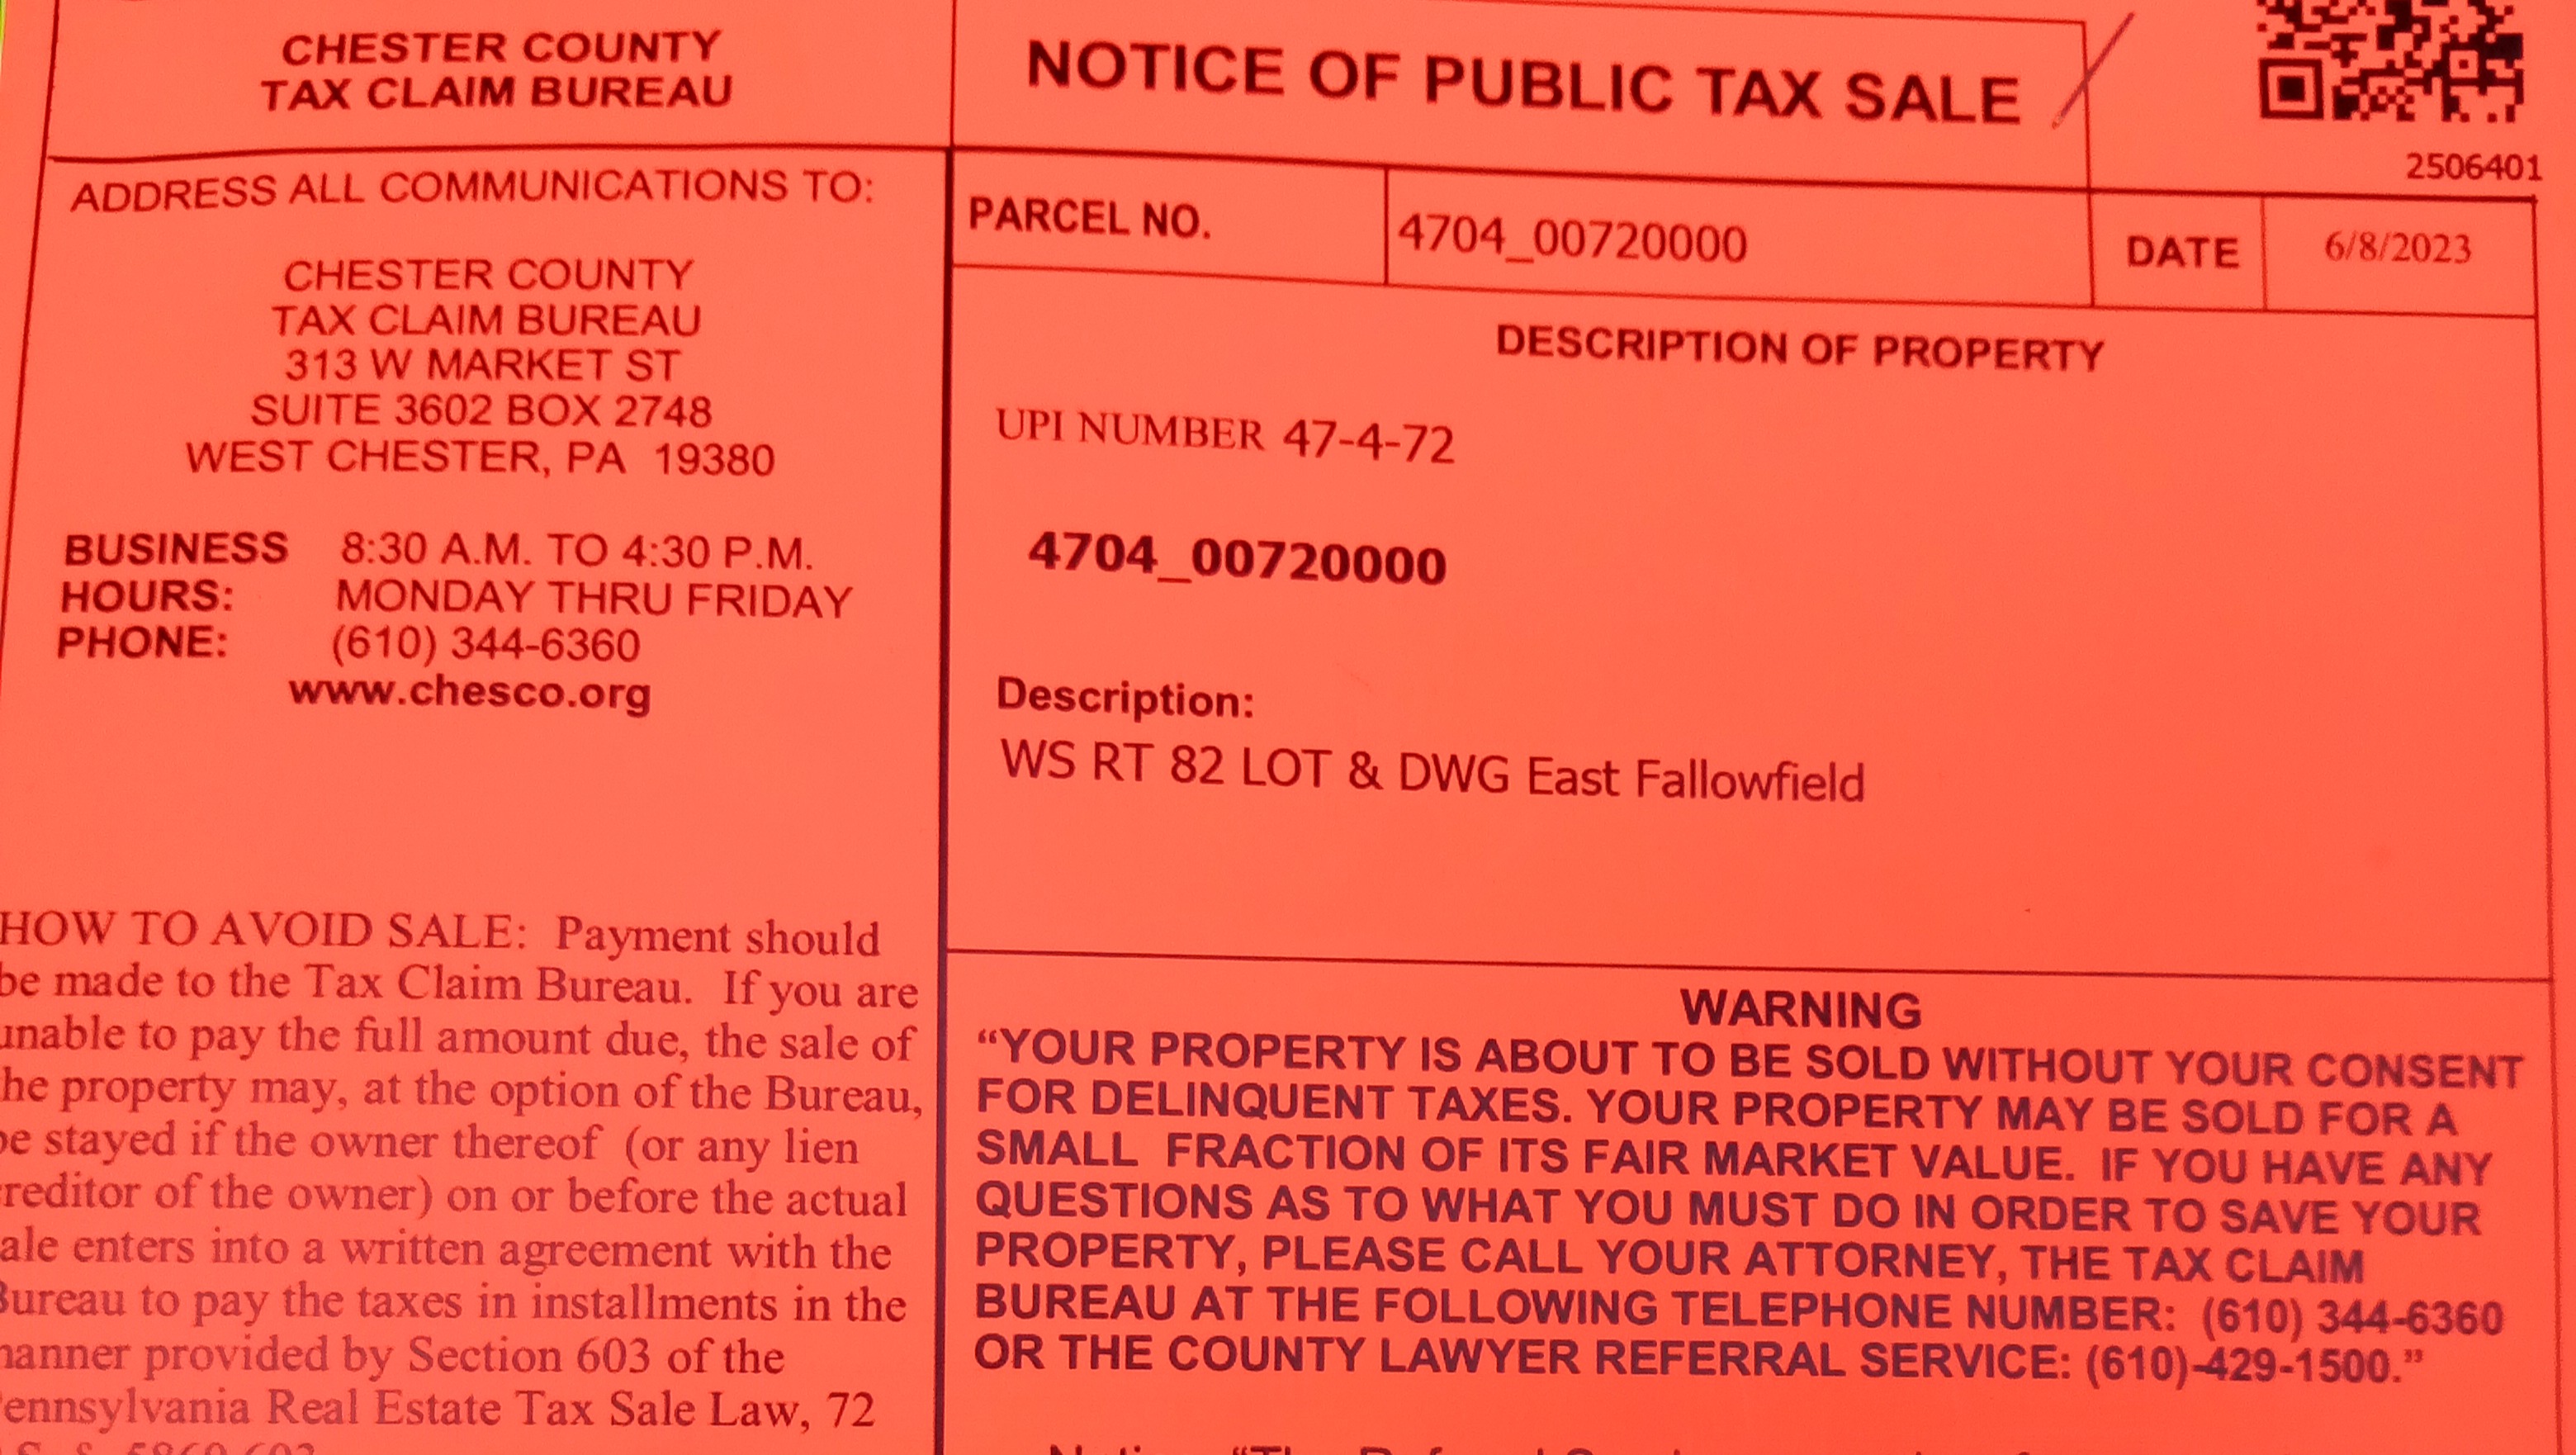 CHESTER COUNTY
TAX CLAIM BUREAU
NOTICE OF PUBLIC TAX SALE
2506401
ADDRESS ALL COMMUNICATIONS TO:
CHESTER COUNTY
TAX CLAIM BUREAU
313 W MARKET ST
SUITE 3602 BOX 2748
WEST CHESTER, PA 19380
BUSINESS HOURS: 8:30 A.M. TO 4:30 P.M.
MONDAY THRU FRIDAY
PHONE: (610) 344-6360
www.chesco.org
HOW TO AVOID SALE: Payment should
be made to the Tax Claim Bureau. If you are
unable to pay the full amount due, the sale of
the property may, at the option of the Bureau,
be stayed if the owner thereof (or any lien
creditor of the owner) on or before the actual
sale enters into a written agreement with the
Bureau to pay the taxes in installments in the
manner provided by Section 603 of the
Pennsylvania Real Estate Tax Sale Law, 72
PARCEL NO. 4704_00720000 DATE 6/8/2023
DESCRIPTION OF PROPERTY
UPI NUMBER 47-4-72
4704_00720000
Description:
WS RT 82 LOT & DWG East Fallowfield
WARNING
“YOUR PROPERTY IS ABOUT TO BE SOLD WITHOUT YOUR CONSENT
FOR DELINQUENT TAXES. YOUR PROPERTY MAY BE SOLD FOR A
SMALL FRACTION OF ITS FAIR MARKET VALUE. IF YOU HAVE ANY
QUESTIONS AS TO WHAT YOU MUST DO IN ORDER TO SAVE YOUR
PROPERTY, PLEASE CALL YOUR ATTORNEY, THE TAX CLAIM
BUREAU AT THE FOLLOWING TELEPHONE NUMBER: (610) 344-6360
OR THE COUNTY LAWYER REFERRAL SERVICE: (610)-429-1500.”